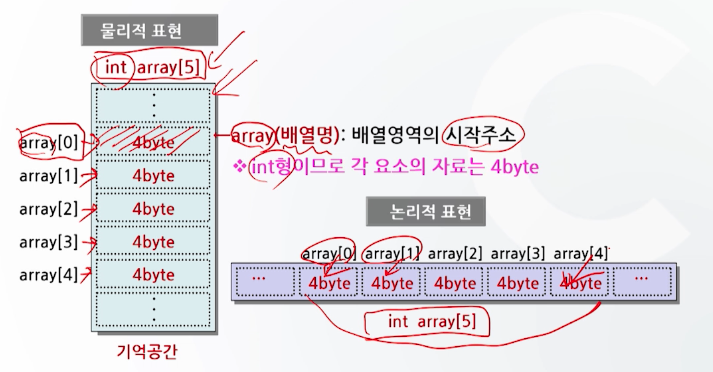 물리적 표현
int array[5]
array[0] 4byte
array[1] 4byte
array[2] 4byte
array[3] 4byte
array[4] 4byte
기억공간
array(배열명): 배열영역의 시작주소
❖int형이므로 각 요소의 자료는 4byte
논리적 표현
array[0] array[1] array[2] array[3] array[4]
... 4byte 4byte 4byte 4byte 4byte ...
int array[5]